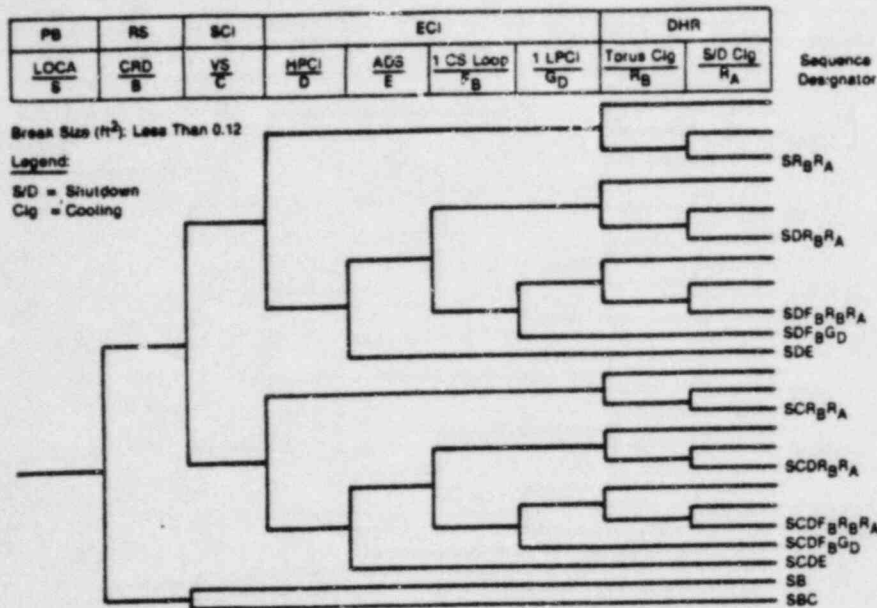 PB RS SCI ECI DHR
LOCA CRD VS HPCI ADS 1 CS Loop 1 LPCI Torus Clg S/D Clg
S B C D E F_B G_D R_B R_A
Sequence
Designator
Break Size (ft²): Less Than 0.12
Legend:
S/D = Shutdown
Clg = Cooling
SR_BR_A
SDR_BR_A
SDF_BR_BR_A
SDF_BG_D
SDE
SCR_BR_A
SCDR_BR_A
SCDF_BR_BR_A
SCDF_BG_D
SCDE
SB
SBC